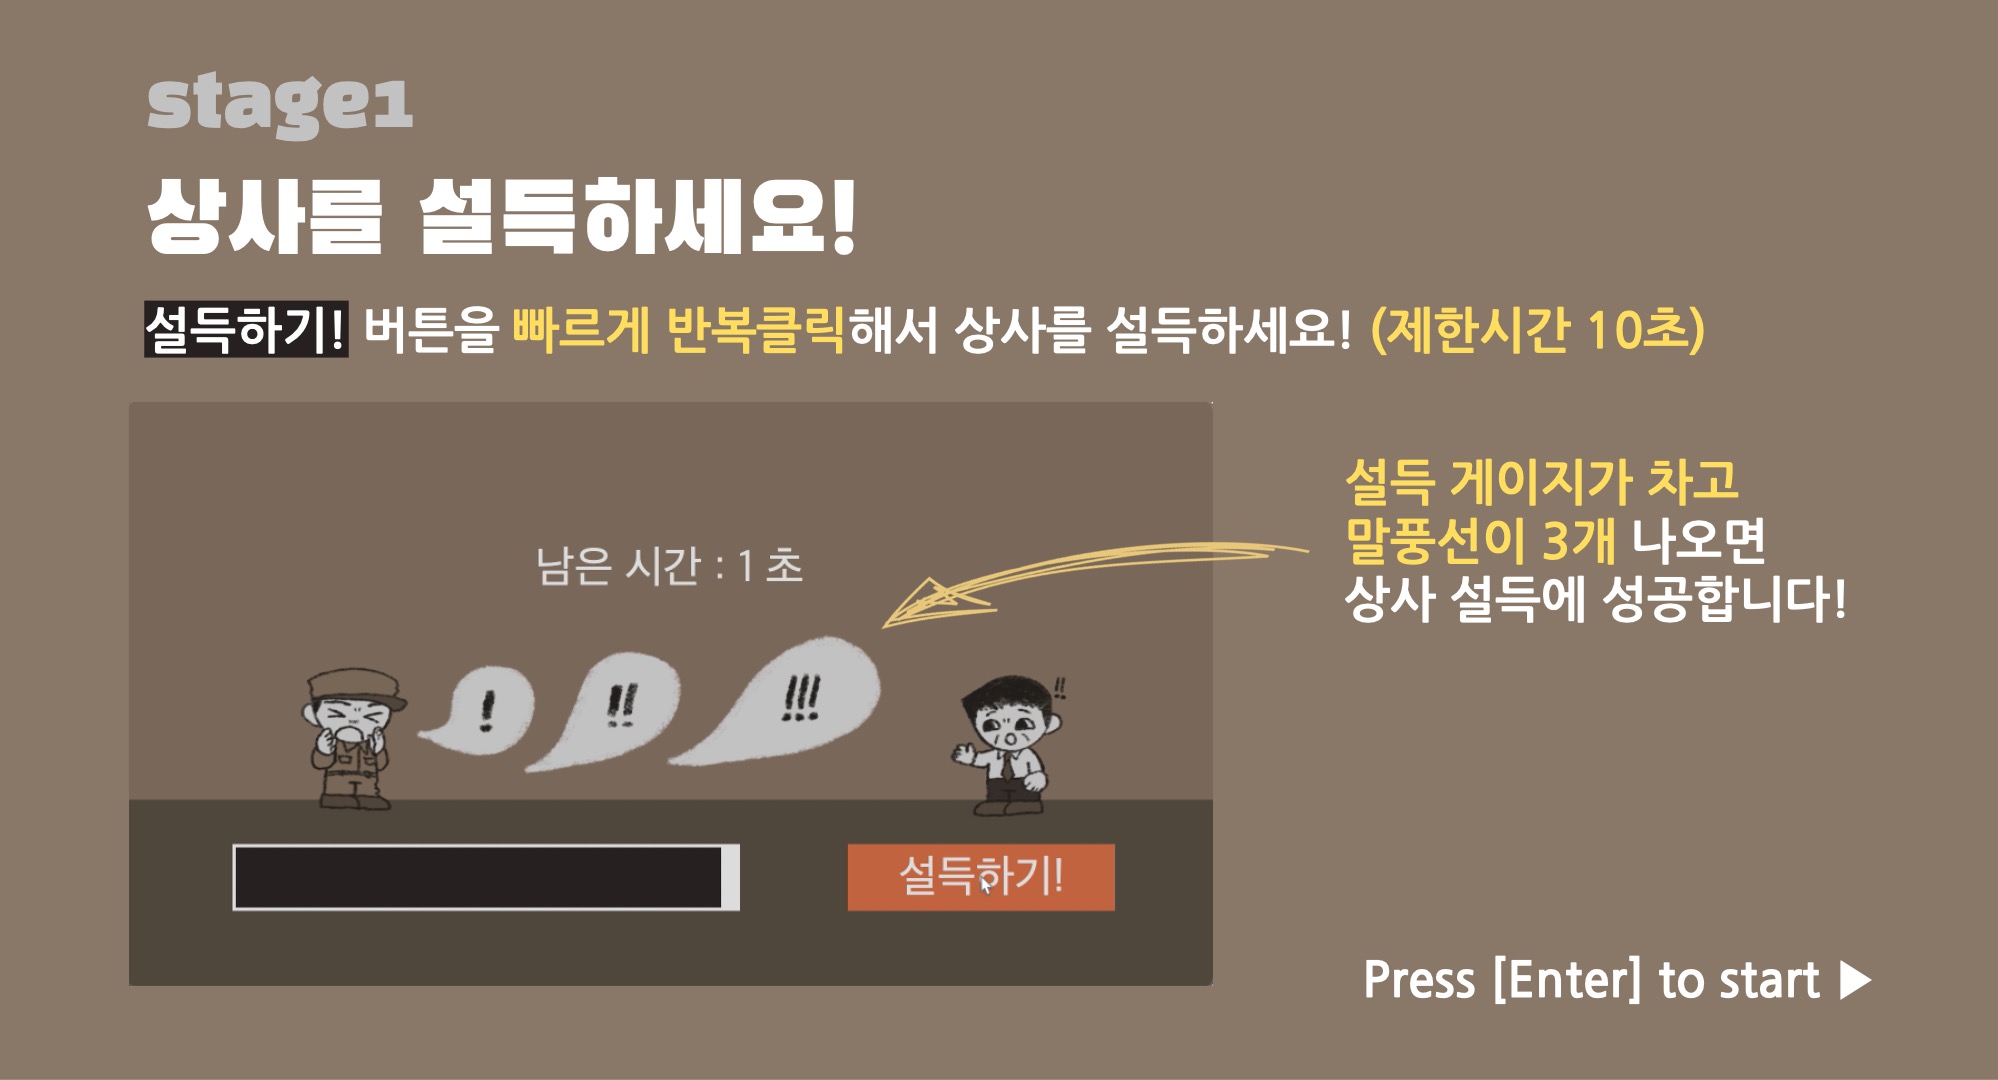 stage1
상사를 설득하세요!
설득하기! 버튼을 빠르게 반복클릭해서 상사를 설득하세요! (제한시간 10초)
설득 게이지가 차고
말풍선이 3개 나오면
상사 설득에 성공합니다!
남은 시간 : 1 초
! !! !!! !!
설득하기!
Press [Enter] to start ▶